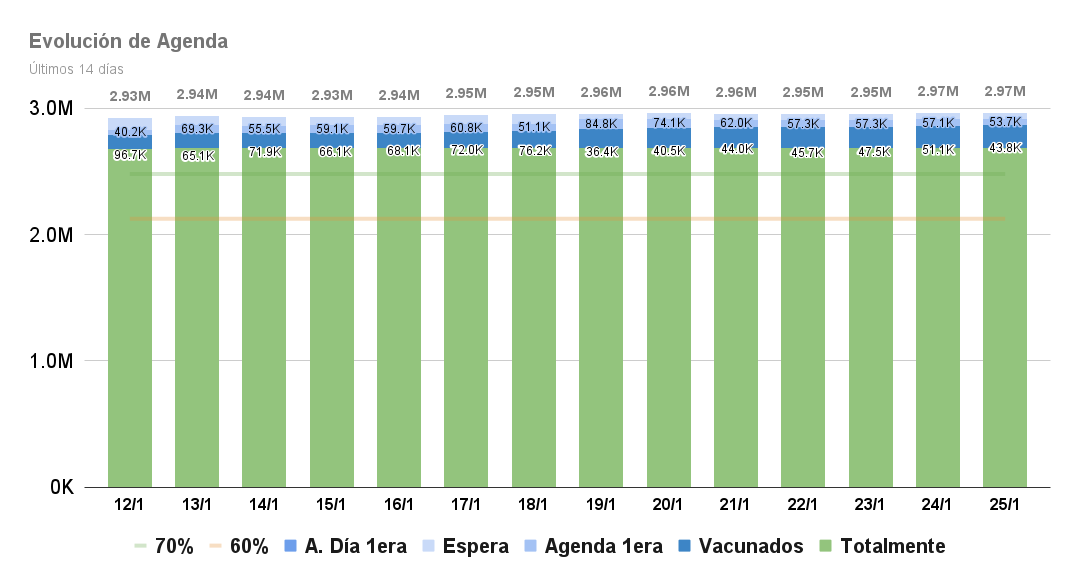 Evolución de Agenda
Últimos 14 días
2.93M 2.94M 2.94M 2.93M 2.94M 2.95M 2.95M 2.96M 2.96M 2.96M 2.95M 2.95M 2.97M 2.97M
3.0M
40.2K 69.3K 55.5K 59.1K 59.7K 60.8K 51.1K 84.8K 74.1K 62.0K 57.3K 57.3K 57.1K 53.7K
96.7K 65.1K 71.9K 66.1K 68.1K 72.0K 76.2K 36.4K 40.5K 44.0K 45.7K 47.5K 51.1K 43.8K
2.0M
1.0M
0K
12/1 13/1 14/1 15/1 16/1 17/1 18/1 19/1 20/1 21/1 22/1 23/1 24/1 25/1
70% 60% A. Día 1era Espera Agenda 1era Vacunados Totalmente